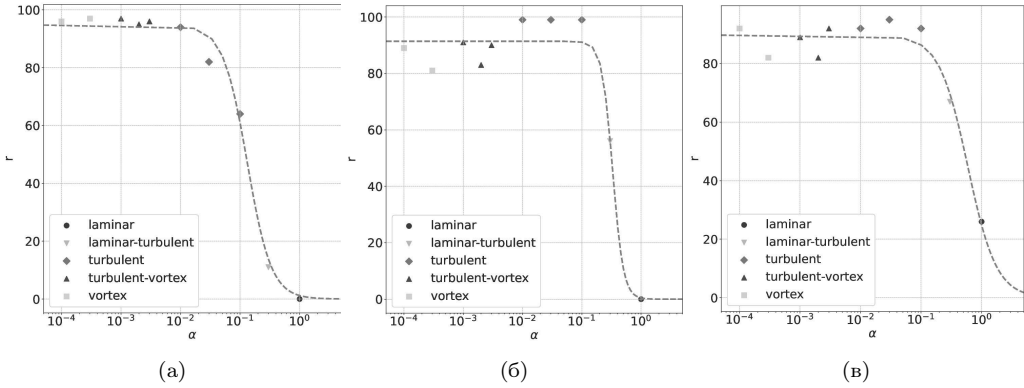 100
80
60
40
20
0
r
laminar
laminar-turbulent
turbulent
turbulent-vortex
vortex
10⁻⁴ 10⁻³ 10⁻² 10⁻¹ 10⁰
α
(а)
100
80
60
40
20
0
r
laminar
laminar-turbulent
turbulent
turbulent-vortex
vortex
10⁻⁴ 10⁻³ 10⁻² 10⁻¹ 10⁰
α
(б)
80
60
40
20
0
r
laminar
laminar-turbulent
turbulent
turbulent-vortex
vortex
10⁻⁴ 10⁻³ 10⁻² 10⁻¹ 10⁰
α
(в)